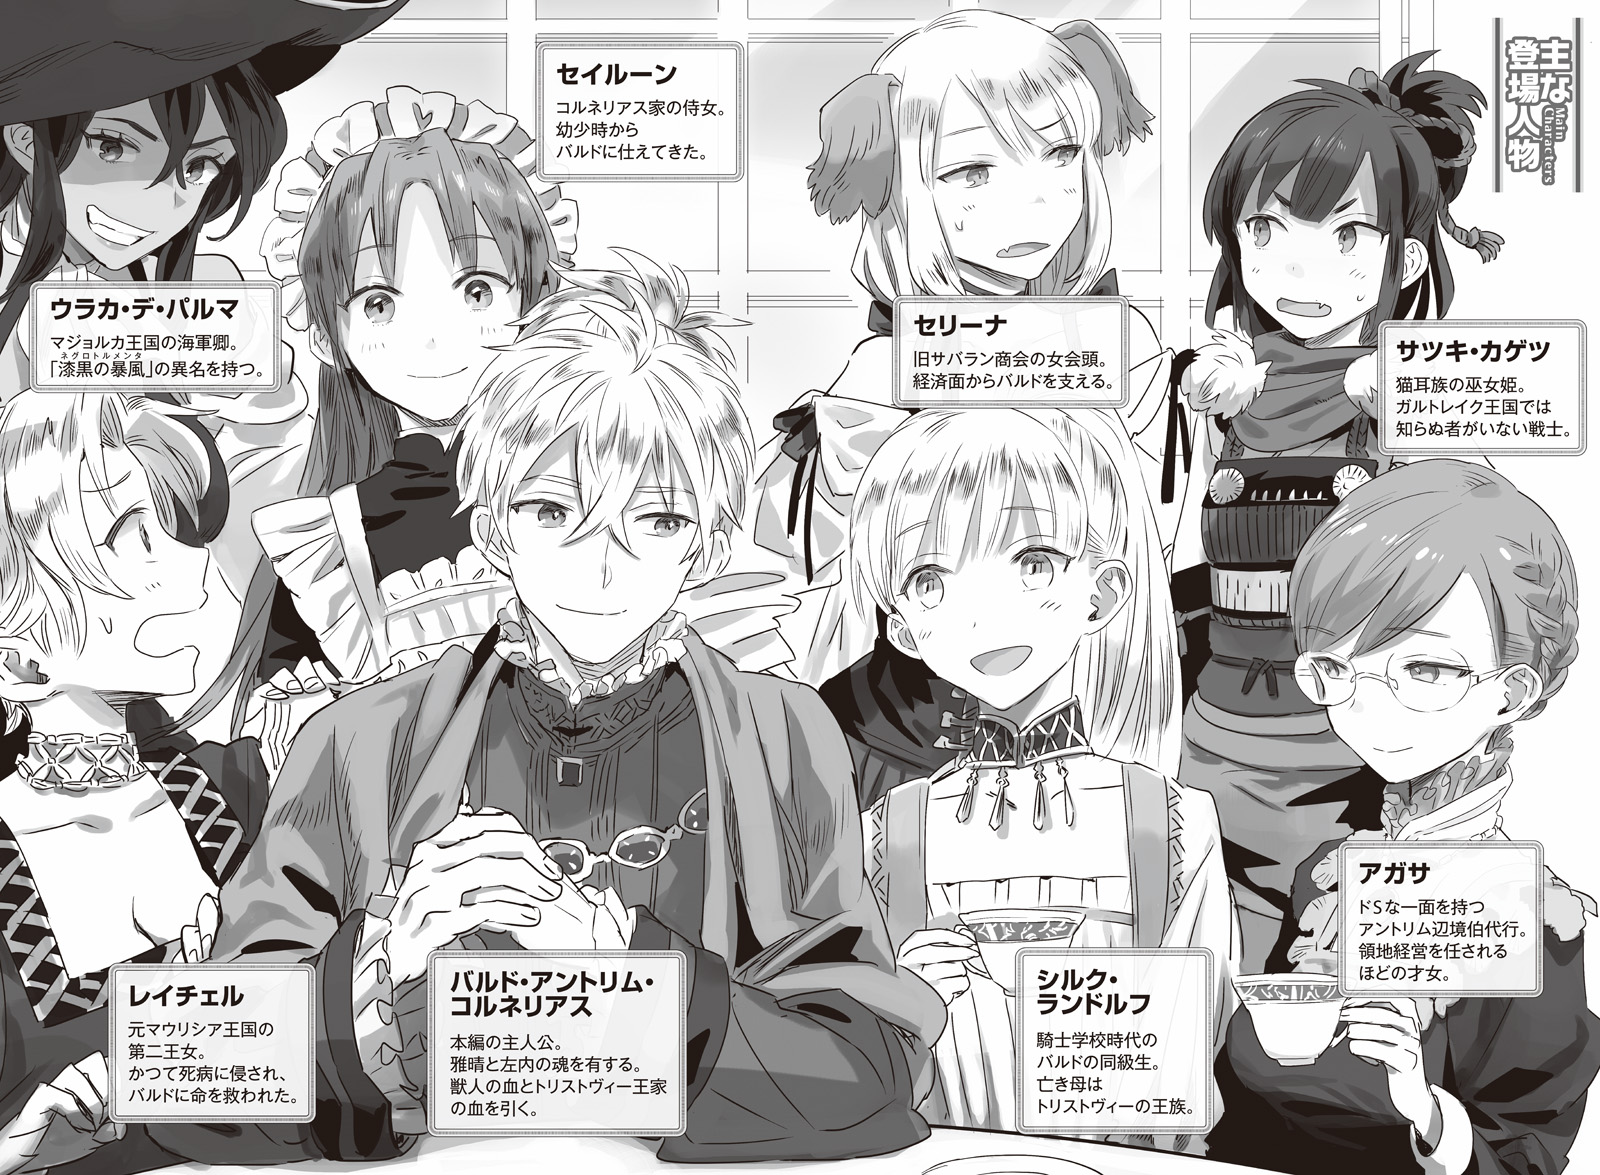 主な
登場人物
Main
Characters
セイルーン
コルネリアス家の侍女。
幼少時から
バルドに仕えてきた。
ウラカ・デ・パルマ
マジョルカ王国の海軍卿。
ネグロトルメンタ
「漆黒の暴風」の異名を持つ。
セリーナ
旧サバラン商会の女会頭。
経済面からバルドを支える。
サツキ・カゲツ
猫耳族の巫女姫。
ガルトレイク王国では
知らぬ者がいない戦士。
アガサ
ドSな一面を持つ
アントリム辺境伯代行。
領地経営を任される
ほどの才女。
レイチェル
元マウリシア王国の
第二王女。
かつて死病に侵され、
バルドに命を救われた。
バルド・アントリム・
コルネリアス
本編の主人公。
雅晴と左内の魂を有する。
獣人の血とトリストヴィー王家
の血を引く。
シルク・
ランドルフ
騎士学校時代の
バルドの同級生。
亡き母は
トリストヴィーの王族。